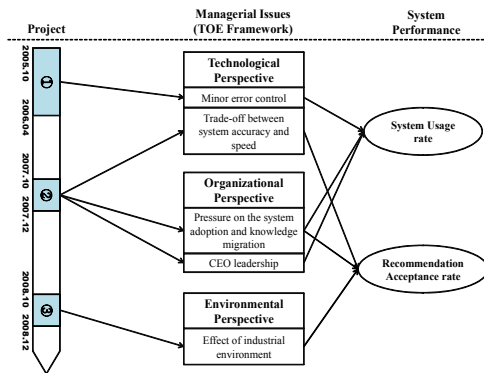 Project
Managerial Issues
(TOE Framework)
System
Performance
2005.10
①
2006.04
2007.10
②
2007.12
2008.10
③
2008.12
Technological
Perspective
Minor error control
Trade-off between
system accuracy and
speed
Organizational
Perspective
Pressure on the system
adoption and knowledge
migration
CEO leadership
Environmental
Perspective
Effect of industrial
environment
System Usage
rate
Recommendation
Acceptance rate